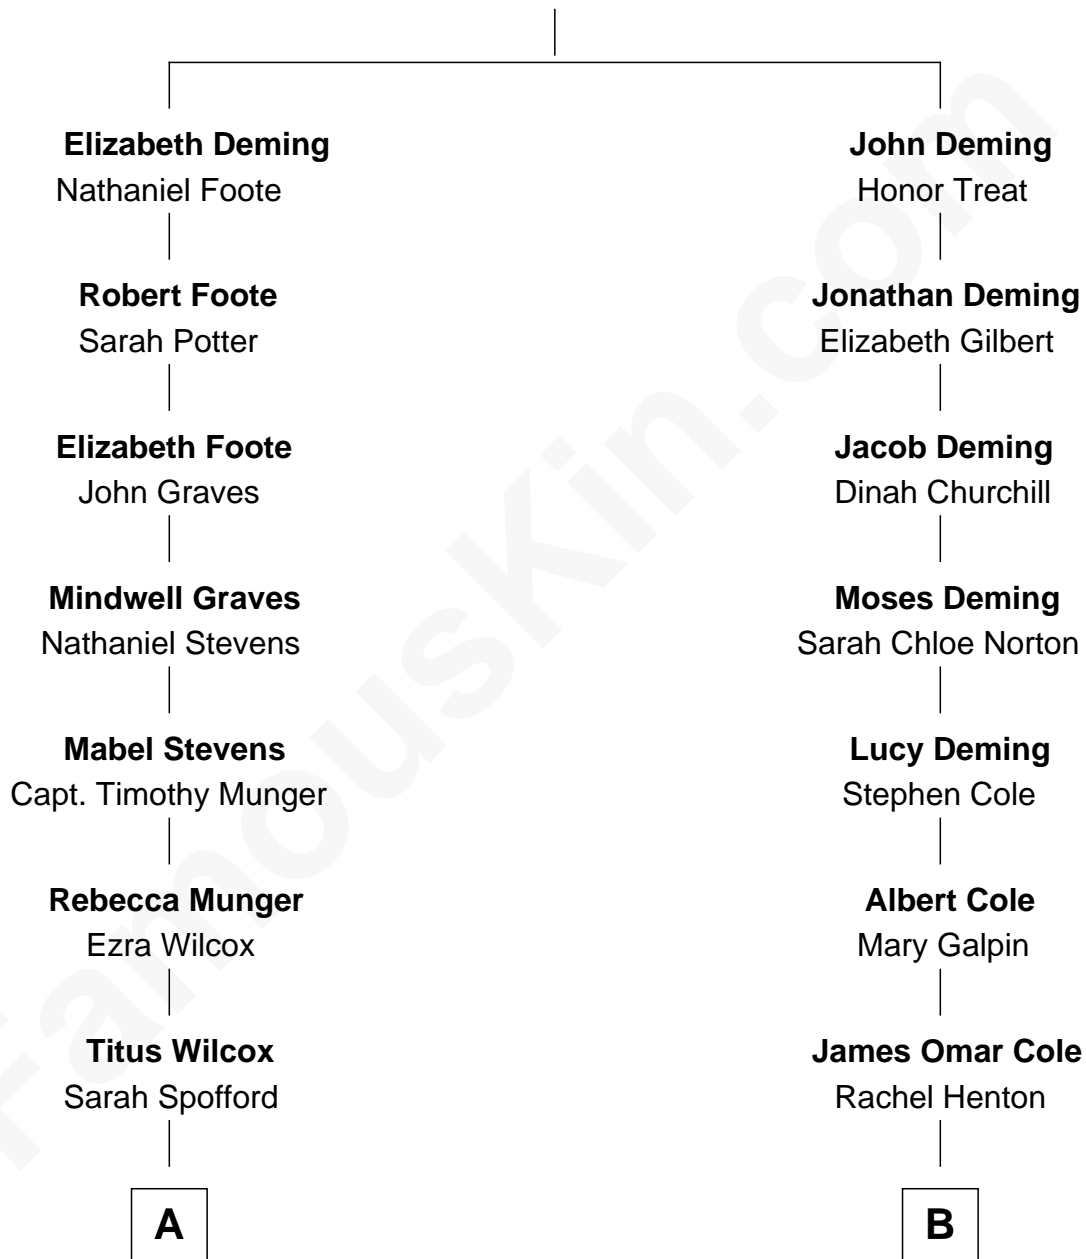 Elizabeth Deming
Nathaniel Foote
Robert Foote
Sarah Potter
Elizabeth Foote
John Graves
Mindwell Graves
Nathaniel Stevens
Mabel Stevens
Capt. Timothy Munger
Rebecca Munger
Ezra Wilcox
Titus Wilcox
Sarah Spofford
A
John Deming
Honor Treat
Jonathan Deming
Elizabeth Gilbert
Jacob Deming
Dinah Churchill
Moses Deming
Sarah Chloe Norton
Lucy Deming
Stephen Cole
Albert Cole
Mary Galpin
James Omar Cole
Rachel Henton
B
FamousKin.com